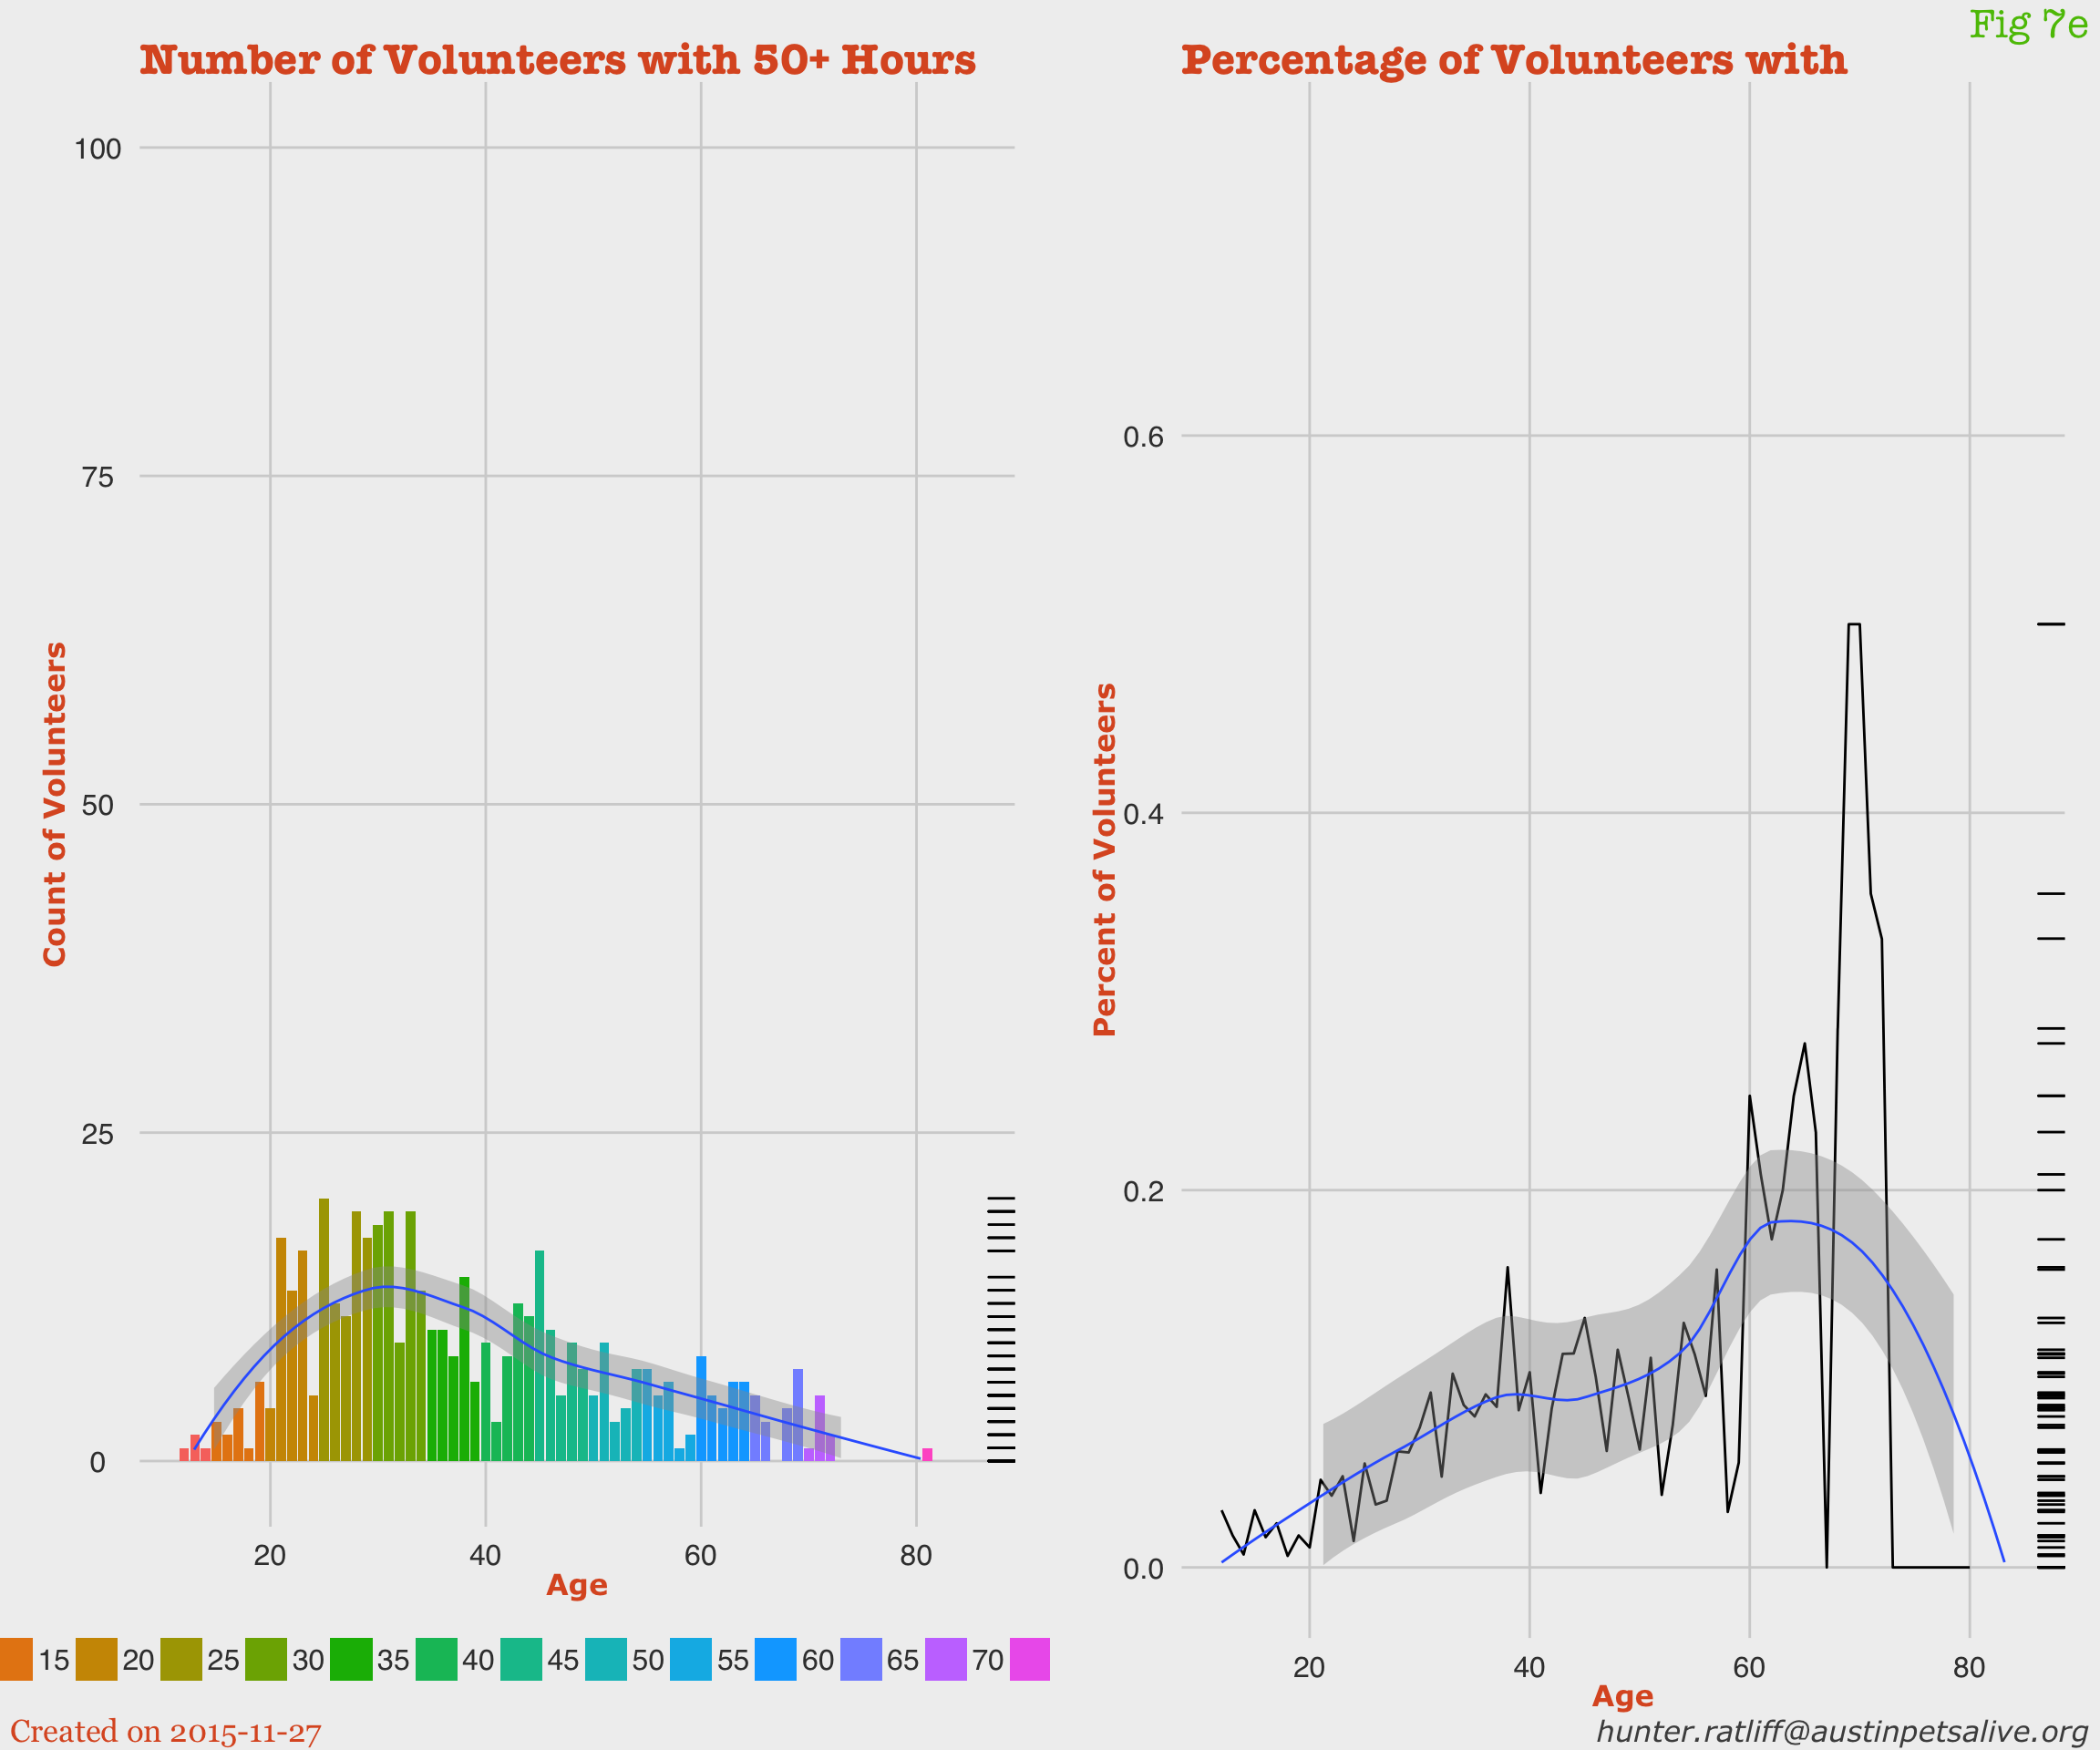 Fig 7e
Number of Volunteers with 50+ Hours
100
75
50
25
0
Count of Volunteers
20 40 60 80
Age
15 20 25 30 35 40 45 50 55 60 65 70
Percentage of Volunteers with
0.6
0.4
0.2
0.0
Percent of Volunteers
20 40 60 80
Age
Created on 2015-11-27
hunter.ratliff@austinpetsalive.org